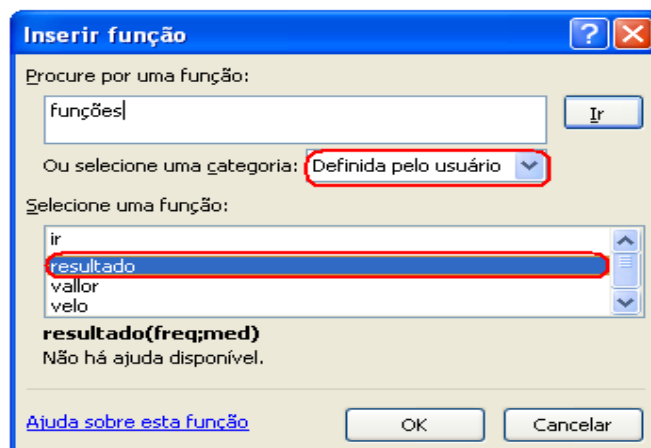 Inserir função
Procure por uma função:
funções
Ir
Ou selecione uma categoria: Definida pelo usuário
Selecione uma função:
ir
resultado
vallor
velo
resultado(freq;med)
Não há ajuda disponível.
Ajuda sobre esta função
OK
Cancelar